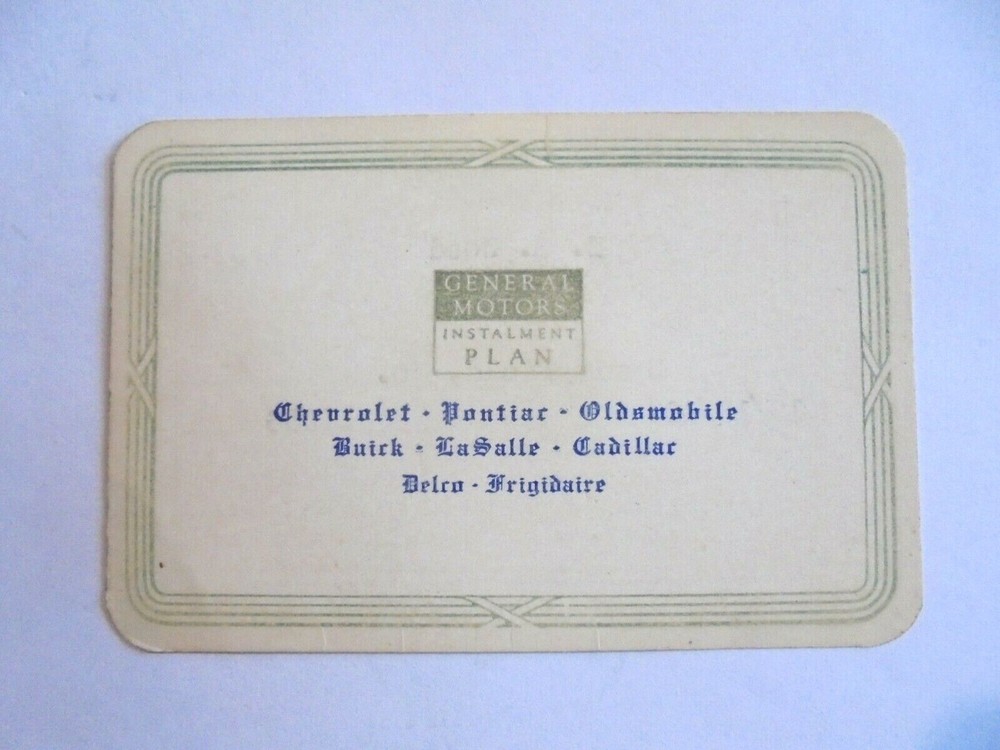 GENERAL
MOTORS
INSTALMENT
PLAN
Chevrolet - Pontiac - Oldsmobile
Buick - LaSalle - Cadillac
Delco - Frigidaire